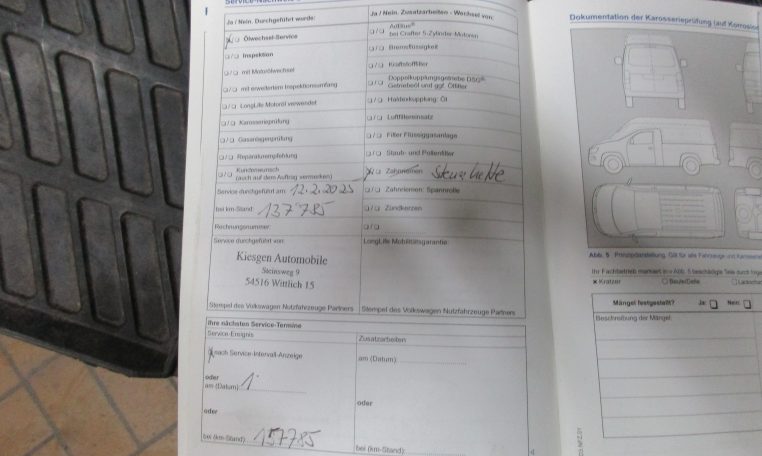 Service-Nachweis
Ja / Nein. Durchgeführt wurde:
Ölwechsel-Service
Inspektion
mit Motorölwechsel
mit erweitertem Inspektionsumfang
LongLife Motoröl verwendet
Karosserieprüfung
Gasanlagenprüfung
Reparaturempfehlung
Kundenwunsch
(auch auf dem Auftrag vermerken)
Service durchgeführt am: 12.2.2025
bei km-Stand: 137785
Rechnungsnummer:
Service durchgeführt von:
Kiesgen Automobile
Steinsweg 9
54516 Wittlich 15
Stempel des Volkswagen Nutzfahrzeuge Partners
Ja / Nein. Zusatzarbeiten - Wechsel von:
AdBlue®
bei Crafter 5-Zylinder-Motoren
Bremsflüssigkeit
Kraftstofffilter
Doppelkupplungsgetriebe DSG®:
Getriebeöl und ggf. Ölfilter
Haldexkupplung: Öl
Luftfiltereinsatz
Filter Flüssiggasanlage
Staub- und Pollenfilter
Zahnriemen Steuerkette
Zahnriemen: Spannrolle
Zündkerzen
LongLife Mobilitätsgarantie:
Stempel des Volkswagen Nutzfahrzeuge Partners
Ihre nächsten Service-Termine
Service-Ereignis
nach Service-Intervall-Anzeige
oder
am (Datum):
oder
bei (km-Stand): 157785
Zusatzarbeiten
am (Datum):
oder
bei (km-Stand):
4
Dokumentation der Karosserieprüfung (auf Korrosion
Abb. 5 Prinzipdarstellung. Gilt für alle Fahrzeuge und
Ihr Fachbetrieb markiert in Abb. 5 beschädigte Teile durch
× Kratzer
Beule/Delle
Mängel festgestellt? Ja: Nein:
Beschreibung der Mängel: